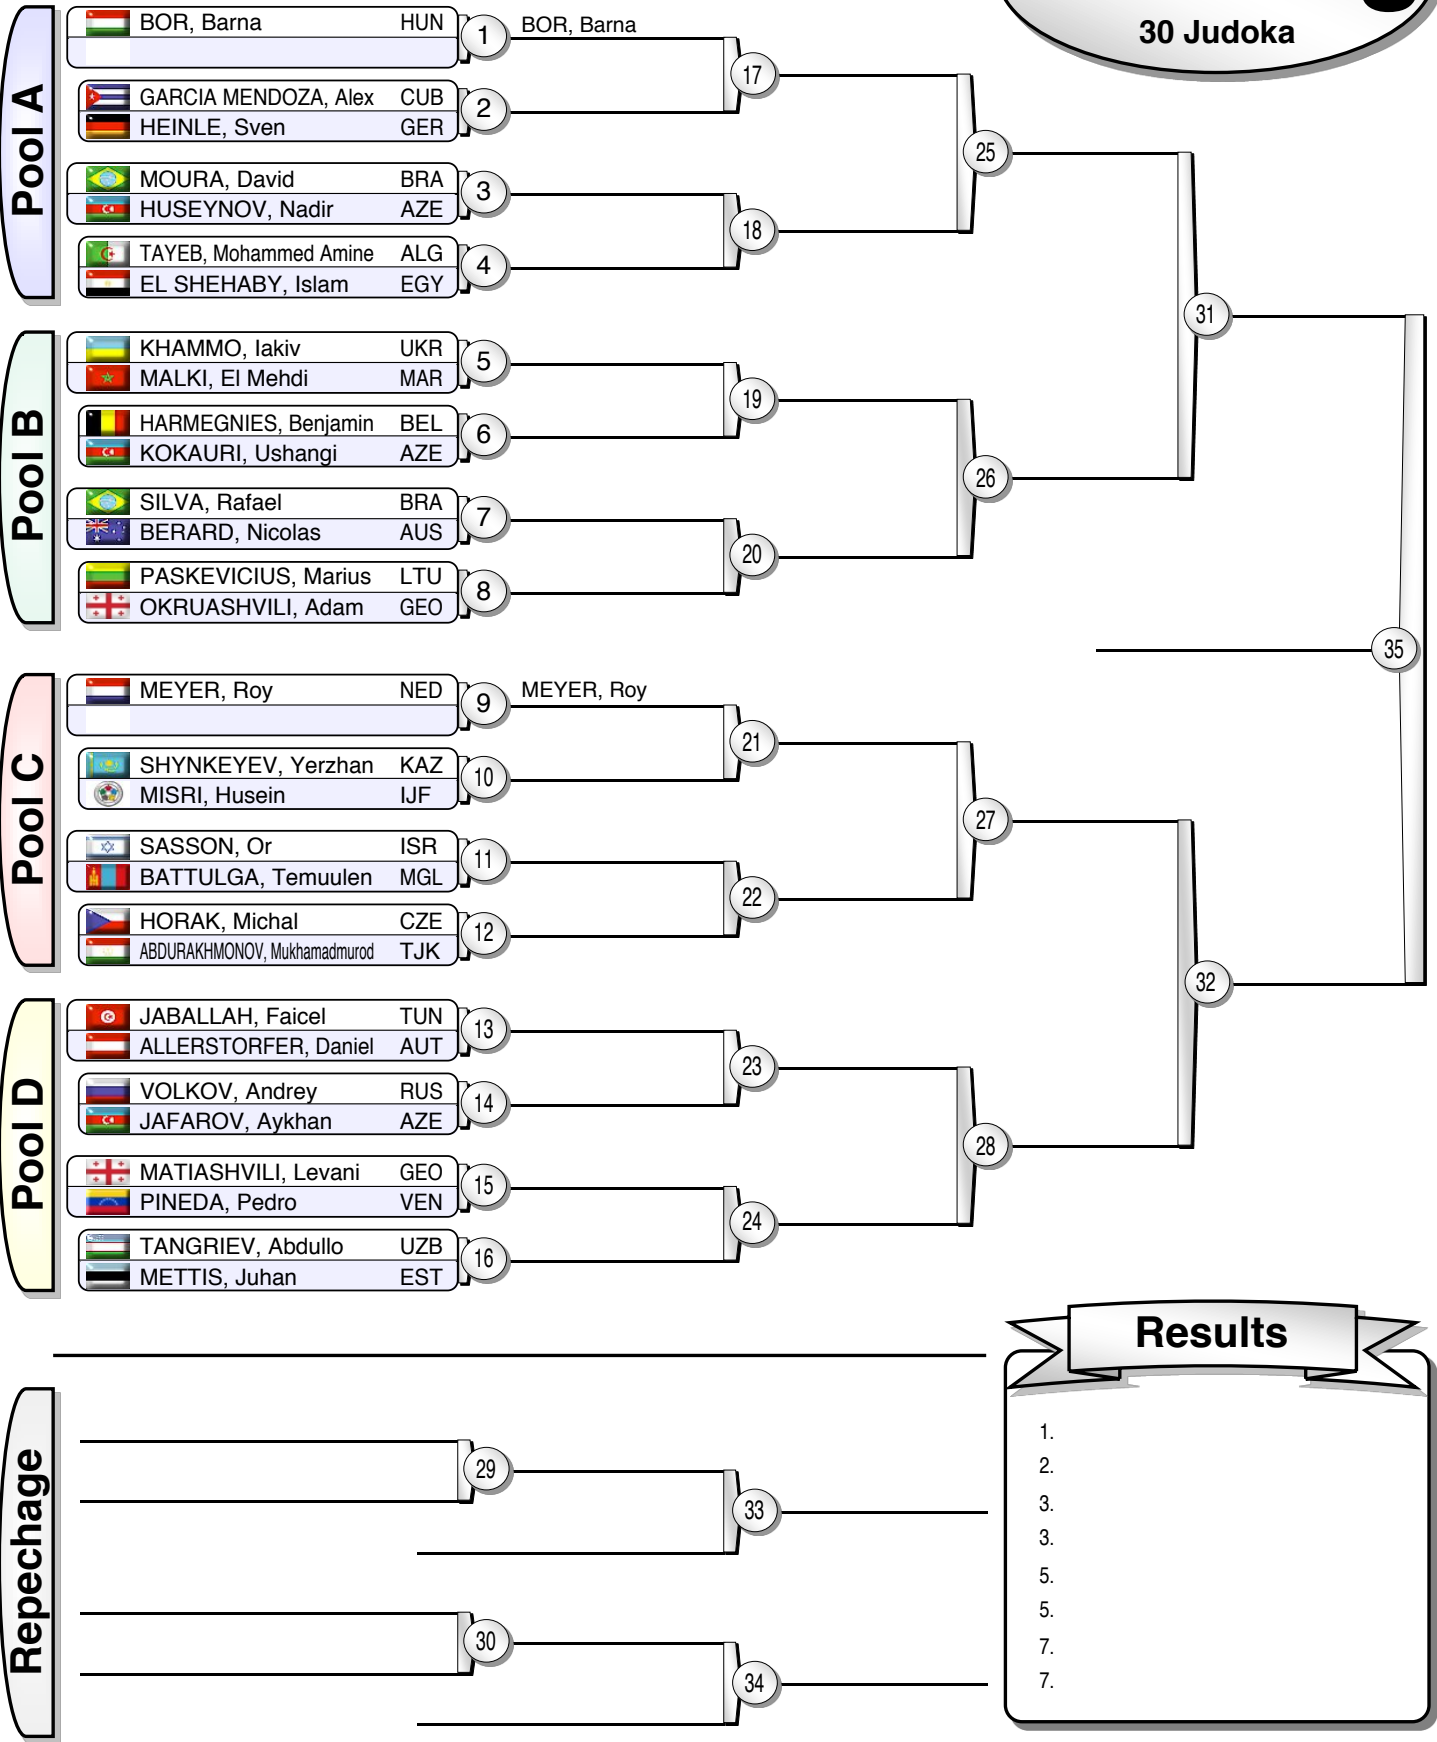 30 Judoka
Pool A
BOR, Barna HUN 1 BOR, Barna
17
GARCIA MENDOZA, Alex CUB 2
HEINLE, Sven GER
25
MOURA, David BRA 3
HUSEYNOV, Nadir AZE
18
TAYEB, Mohammed Amine ALG 4
EL SHEHABY, Islam EGY
31
Pool B
KHAMMO, Iakiv UKR 5
MALKI, El Mehdi MAR
19
HARMEGNIES, Benjamin BEL 6
KOKAURI, Ushangi AZE
26
SILVA, Rafael BRA 7
BERARD, Nicolas AUS
20
PASKEVICIUS, Marius LTU 8
OKRUASHVILI, Adam GEO
35
Pool C
MEYER, Roy NED 9 MEYER, Roy
21
SHYNKEYEV, Yerzhan KAZ 10
MISRI, Husein IJF
27
SASSON, Or ISR 11
BATTULGA, Temuulen MGL
22
HORAK, Michal CZE 12
ABDURAKHMONOV, Mukhamadmurod TJK
32
Pool D
JABALLAH, Faicel TUN 13
ALLERSTORFER, Daniel AUT
23
VOLKOV, Andrey RUS 14
JAFAROV, Aykhan AZE
28
MATIASHVILI, Levani GEO 15
PINEDA, Pedro VEN
24
TANGRIEV, Abdullo UZB 16
METTIS, Juhan EST
Repechage
29
33
30
34
Results
1.
2.
3.
3.
5.
5.
7.
7.